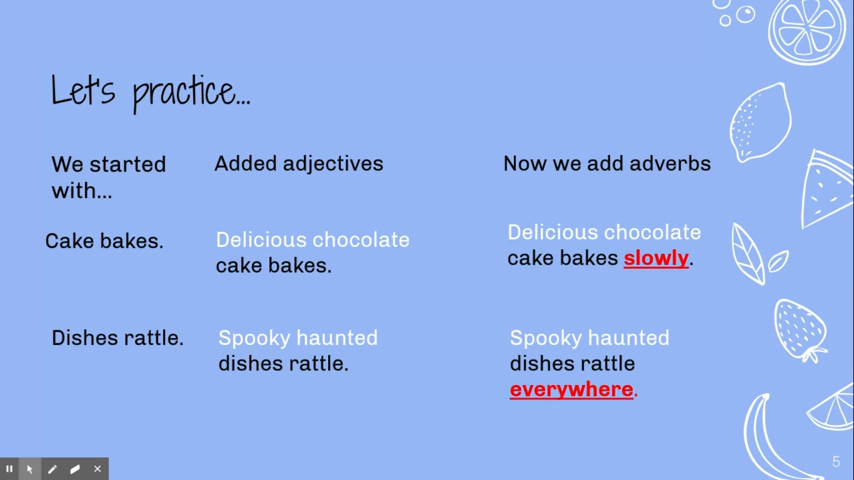 Let's practice...
We started
with...
Added adjectives
Now we add adverbs
Cake bakes.
Delicious chocolate
cake bakes.
Delicious chocolate
cake bakes slowly.
Dishes rattle.
Spooky haunted
dishes rattle.
Spooky haunted
dishes rattle
everywhere.
5